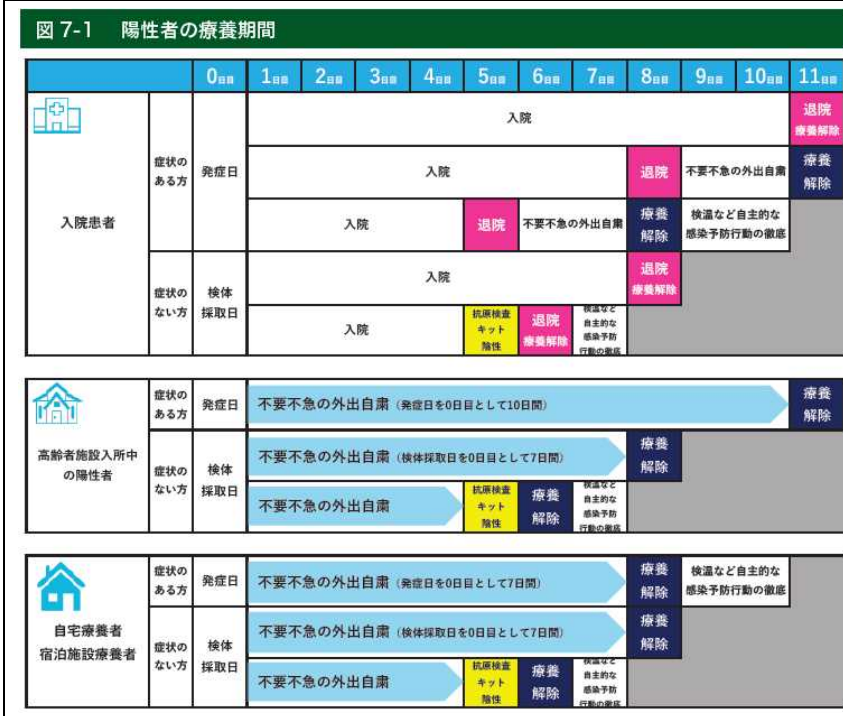 図 7-1 陽性者の療養期間
0日目 1日目 2日目 3日目 4日目 5日目 6日目 7日目 8日目 9日目 10日目 11日目
入院患者
症状の
ある方
発症日
入院
退院
療養解除
入院
退院
不要不急の外出自粛
療養
解除
入院
退院
不要不急の外出自粛
療養
解除
検温など自主的な
感染予防行動の徹底
症状の
ない方
検体
採取日
入院
退院
療養解除
入院
抗原検査
キット
陰性
退院
療養解除
検温など
自主的な
感染予防
行動の徹底
高齢者施設入所中
の陽性者
症状の
ある方
発症日
不要不急の外出自粛（発症日を0日目として10日間）
療養
解除
症状の
ない方
検体
採取日
不要不急の外出自粛（検体採取日を0日目として7日間）
療養
解除
不要不急の外出自粛
抗原検査
キット
陰性
療養
解除
検温など
自主的な
感染予防
行動の徹底
自宅療養者
宿泊施設療養者
症状の
ある方
発症日
不要不急の外出自粛（発症日を0日目として7日間）
療養
解除
検温など自主的な
感染予防行動の徹底
症状の
ない方
検体
採取日
不要不急の外出自粛（検体採取日を0日目として7日間）
療養
解除
不要不急の外出自粛
抗原検査
キット
陰性
療養
解除
検温など
自主的な
感染予防
行動の徹底